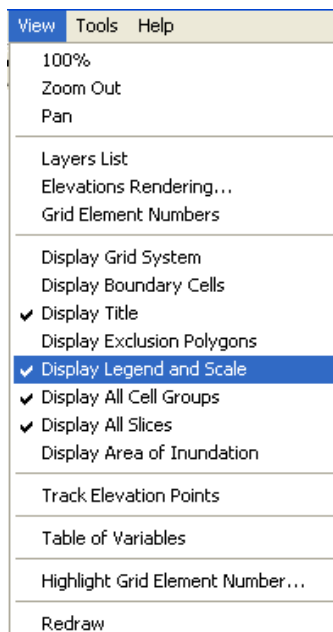 View Tools Help
100%
Zoom Out
Pan
Layers List
Elevations Rendering...
Grid Element Numbers
Display Grid System
Display Boundary Cells
Display Title
Display Exclusion Polygons
Display Legend and Scale
Display All Cell Groups
Display All Slices
Display Area of Inundation
Track Elevation Points
Table of Variables
Highlight Grid Element Number...
Redraw